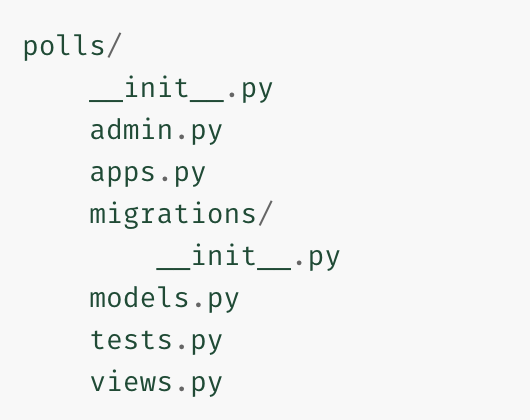 polls/
    __init__.py
    admin.py
    apps.py
    migrations/
        __init__.py
    models.py
    tests.py
    views.py